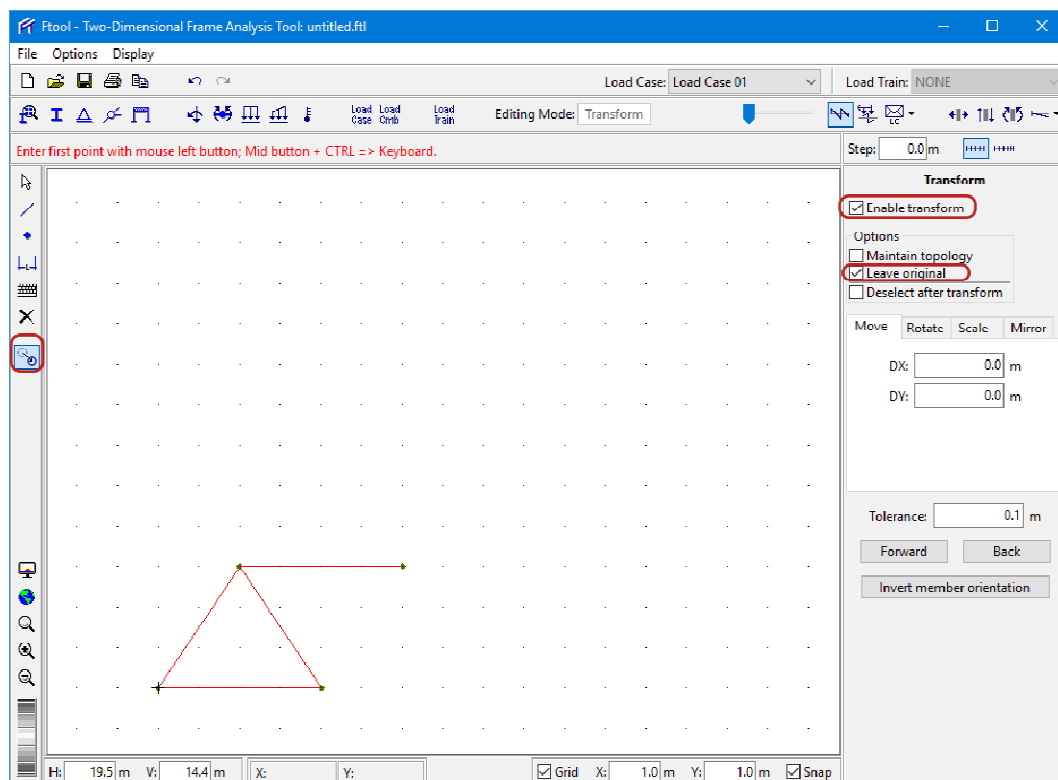 Ftool - Two-Dimensional Frame Analysis Tool: untitled.ftl
File Options Display
Load Case: Load Case 01 Load Train: NONE
Load Case Load Cmb Load Train Editing Mode: Transform LC
Enter first point with mouse left button; Mid button + CTRL => Keyboard. Step: 0.0 m
Transform
Enable transform
Options
Maintain topology
Leave original
Deselect after transform
Move Rotate Scale Mirror
DX: 0.0 m
DY: 0.0 m
Tolerance: 0.1 m
Forward Back
Invert member orientation
H: 19.5 m V: 14.4 m X: Y: Grid X: 1.0 m Y: 1.0 m Snap